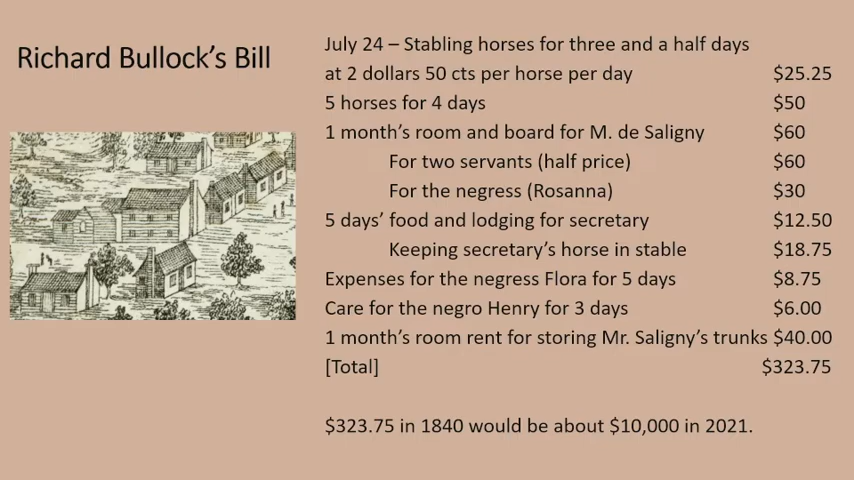 Richard Bullock's Bill
July 24 – Stabling horses for three and a half days
at 2 dollars 50 cts per horse per day $25.25
5 horses for 4 days $50
1 month's room and board for M. de Saligny $60
For two servants (half price) $60
For the negress (Rosanna) $30
5 days' food and lodging for secretary $12.50
Keeping secretary's horse in stable $18.75
Expenses for the negress Flora for 5 days $8.75
Care for the negro Henry for 3 days $6.00
1 month's room rent for storing Mr. Saligny's trunks $40.00
[Total] $323.75
$323.75 in 1840 would be about $10,000 in 2021.